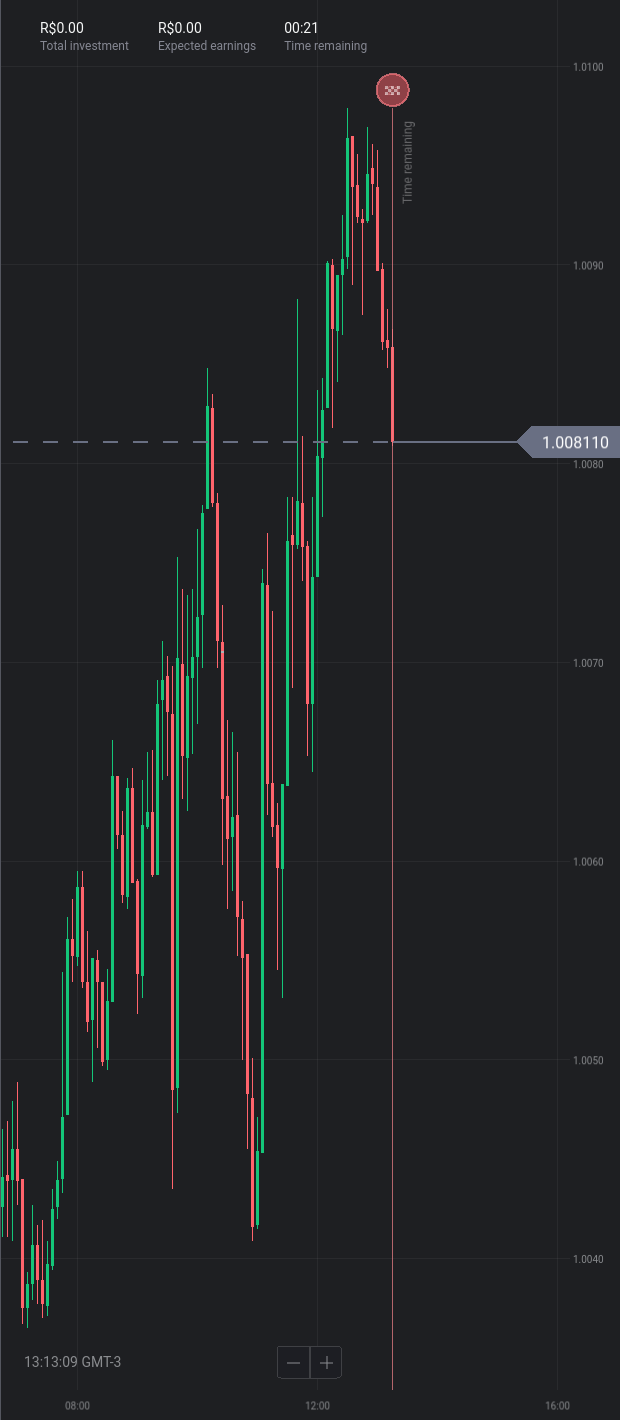 R$0.00 R$0.00 00:21
Total investment Expected earnings Time remaining
1.0100
Time remaining
1.0090
1.008110
1.0080
1.0070
1.0060
1.0050
1.0040
13:13:09 GMT-3
08:00 12:00 16:00